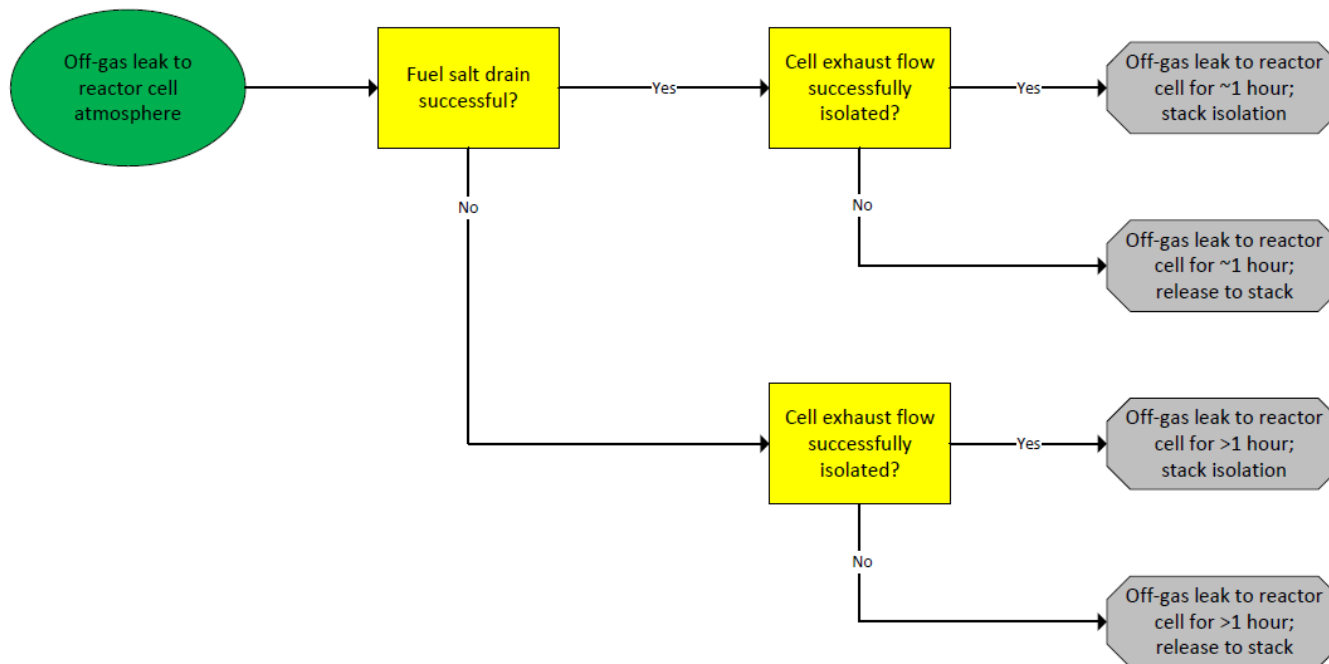 Off-gas leak to
reactor cell
atmosphere
Fuel salt drain
successful?
Yes
Cell exhaust flow
successfully
isolated?
Yes
Off-gas leak to reactor
cell for ~1 hour;
stack isolation
No
No
Off-gas leak to reactor
cell for ~1 hour;
release to stack
Cell exhaust flow
successfully
isolated?
Yes
Off-gas leak to reactor
cell for >1 hour;
stack isolation
No
Off-gas leak to reactor
cell for >1 hour;
release to stack